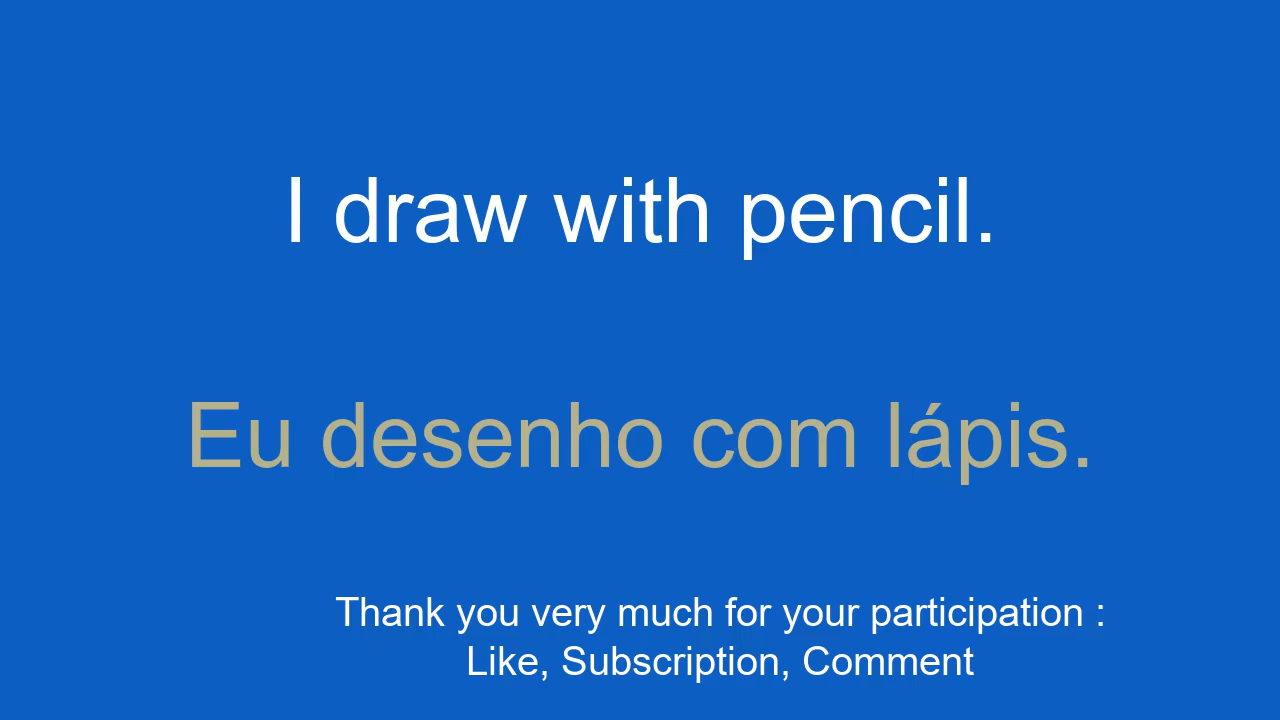 I draw with pencil.
Eu desenho com lápis.
Thank you very much for your participation :
Like, Subscription, Comment